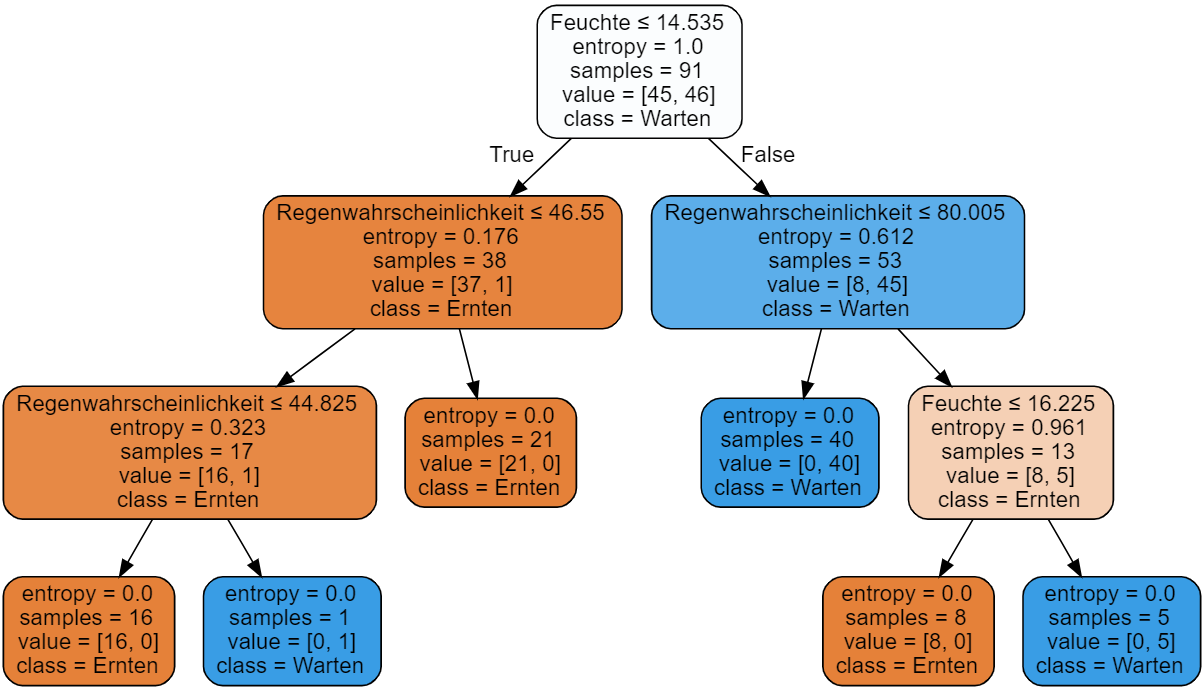 Feuchte ≤ 14.535
entropy = 1.0
samples = 91
value = [45, 46]
class = Warten
True
False
Regenwahrscheinlichkeit ≤ 46.55
entropy = 0.176
samples = 38
value = [37, 1]
class = Ernten
Regenwahrscheinlichkeit ≤ 80.005
entropy = 0.612
samples = 53
value = [8, 45]
class = Warten
Regenwahrscheinlichkeit ≤ 44.825
entropy = 0.323
samples = 17
value = [16, 1]
class = Ernten
entropy = 0.0
samples = 21
value = [21, 0]
class = Ernten
entropy = 0.0
samples = 40
value = [0, 40]
class = Warten
Feuchte ≤ 16.225
entropy = 0.961
samples = 13
value = [8, 5]
class = Ernten
entropy = 0.0
samples = 16
value = [16, 0]
class = Ernten
entropy = 0.0
samples = 1
value = [0, 1]
class = Warten
entropy = 0.0
samples = 8
value = [8, 0]
class = Ernten
entropy = 0.0
samples = 5
value = [0, 5]
class = Warten